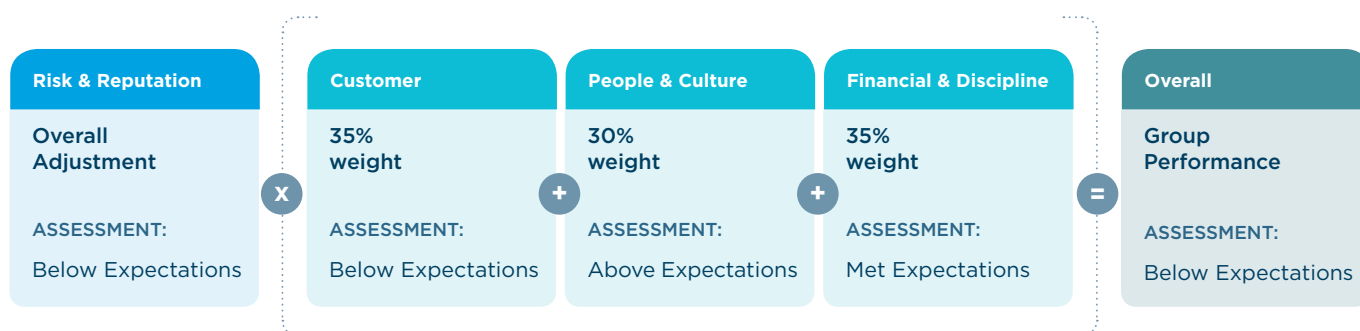 Risk & Reputation
Overall
Adjustment
ASSESSMENT:
Below Expectations
x
Customer
35%
weight
ASSESSMENT:
Below Expectations
+
People & Culture
30%
weight
ASSESSMENT:
Above Expectations
+
Financial & Discipline
35%
weight
ASSESSMENT:
Met Expectations
=
Overall
Group
Performance
ASSESSMENT:
Below Expectations